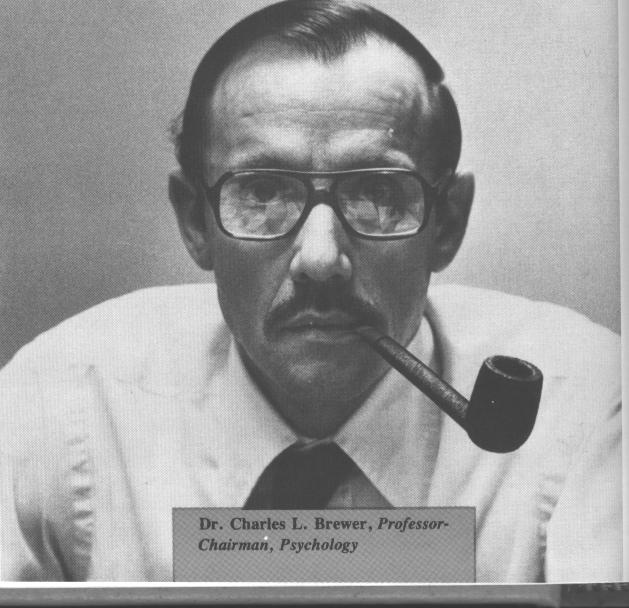 Dr. Charles L. Brewer, Professor-
Chairman, Psychology